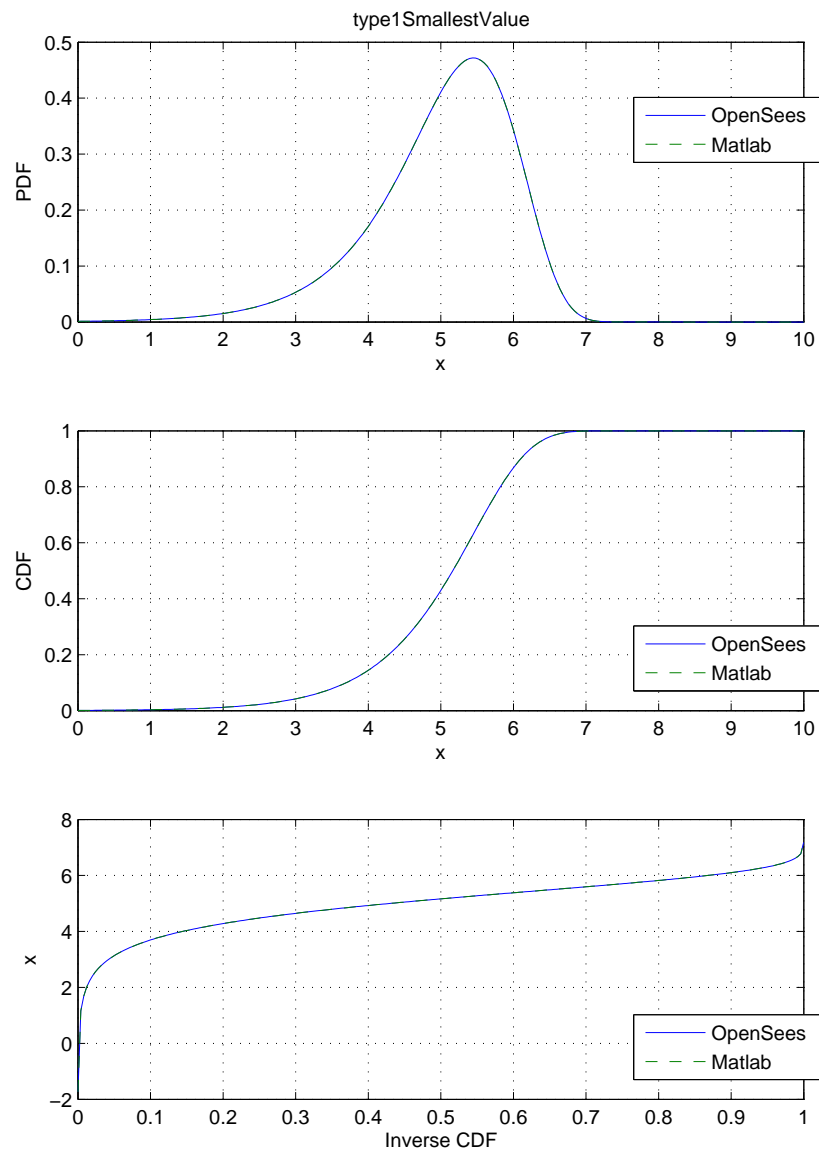 type1SmallestValue
0.5
0.4
0.3
0.2
0.1
0
PDF
OpenSees
Matlab
0 1 2 3 4 5 6 7 8 9 10
x
1
0.8
0.6
0.4
0.2
0
CDF
OpenSees
Matlab
0 1 2 3 4 5 6 7 8 9 10
x
8
6
4
2
0
−2
x
OpenSees
Matlab
0 0.1 0.2 0.3 0.4 0.5 0.6 0.7 0.8 0.9 1
Inverse CDF